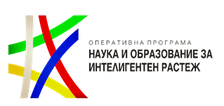 ОПЕРАТИВНА ПРОГРАМА
НАУКА И ОБРАЗОВАНИЕ ЗА
ИНТЕЛИГЕНТЕН РАСТЕЖ